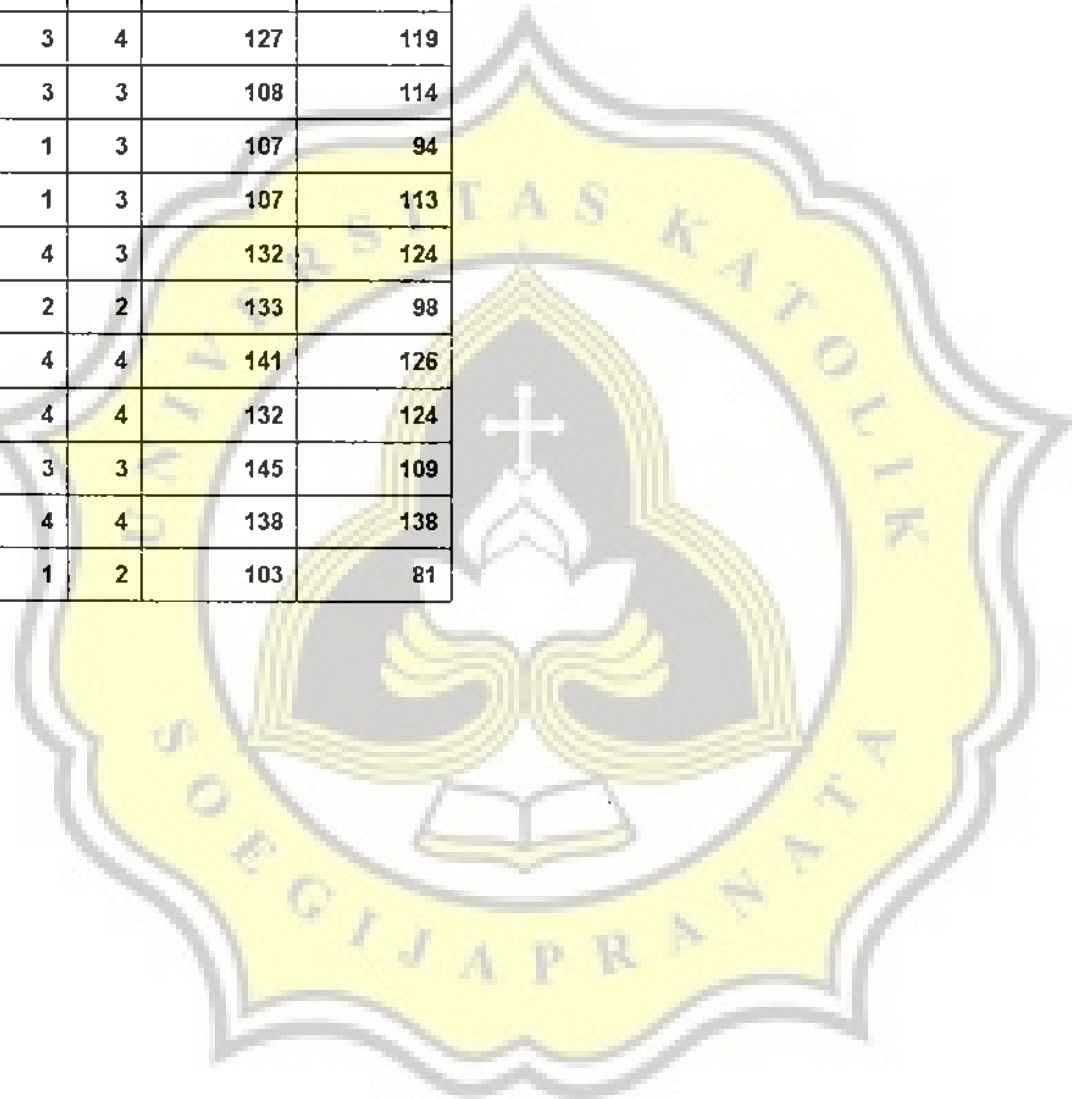 3 4 127 119
3 3 108 114
1 3 107 94
1 3 107 113
4 3 132 124
2 2 133 98
4 4 141 126
4 4 132 124
3 3 145 109
4 4 138 138
1 2 103 81
UNIVERSITAS KATOLIK
SOEGIJAPRANATA